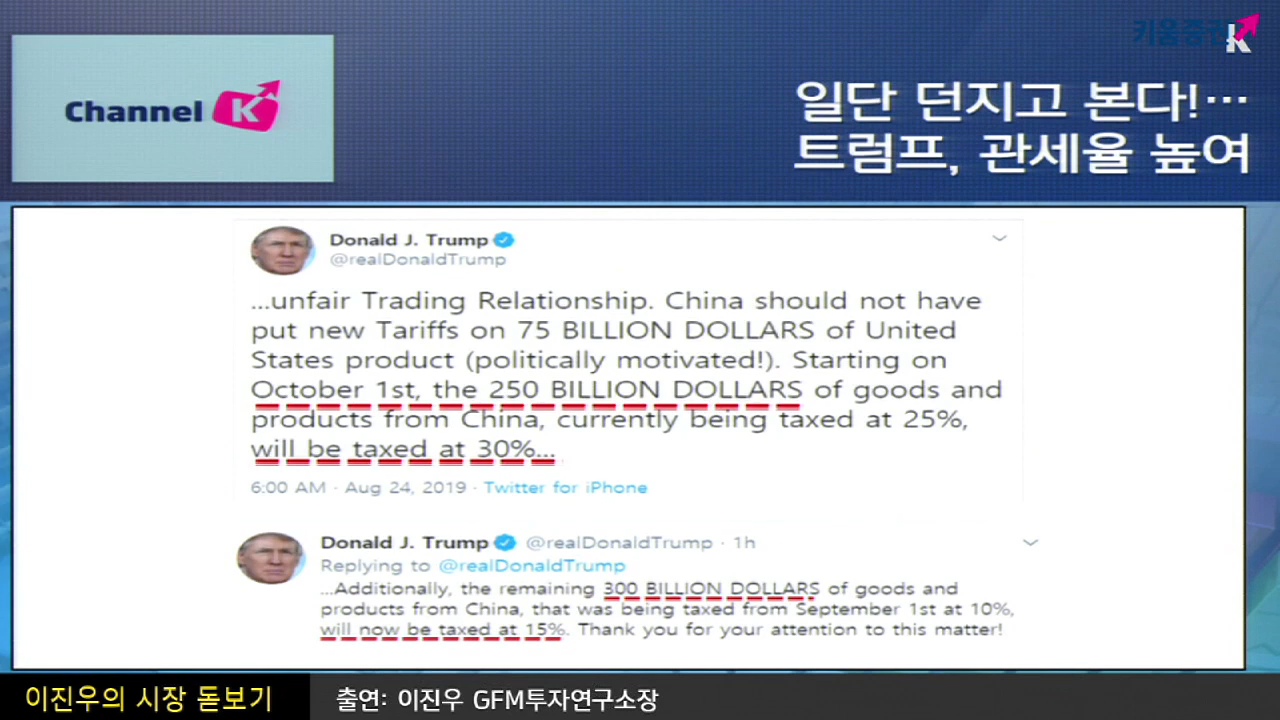 키움증권
K
Channel K
일단 던지고 본다!…
트럼프, 관세율 높여
Donald J. Trump
@realDonaldTrump
...unfair Trading Relationship. China should not have
put new Tariffs on 75 BILLION DOLLARS of United
States product (politically motivated!). Starting on
October 1st, the 250 BILLION DOLLARS of goods and
products from China, currently being taxed at 25%,
will be taxed at 30%...
6:00 AM · Aug 24, 2019 · Twitter for iPhone
Donald J. Trump @realDonaldTrump · 1h
Replying to @realDonaldTrump
...Additionally, the remaining 300 BILLION DOLLARS of goods and
products from China, that was being taxed from September 1st at 10%,
will now be taxed at 15%. Thank you for your attention to this matter!
이진우의 시장 돋보기
출연: 이진우 GFM투자연구소장